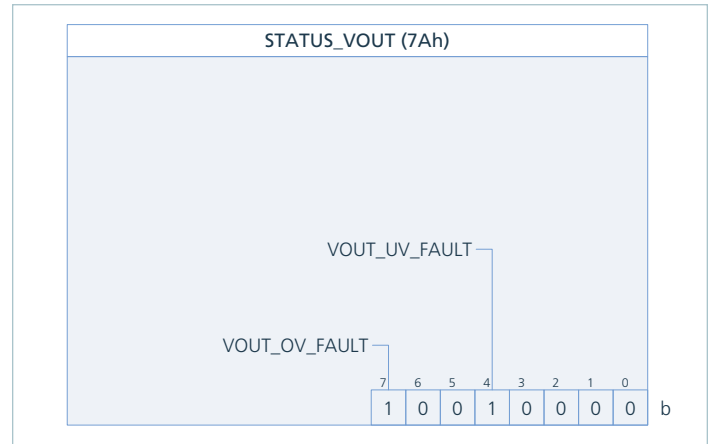 STATUS_VOUT (7Ah)
VOUT_UV_FAULT
VOUT_OV_FAULT
7 6 5 4 3 2 1 0
1 0 0 1 0 0 0 0 b